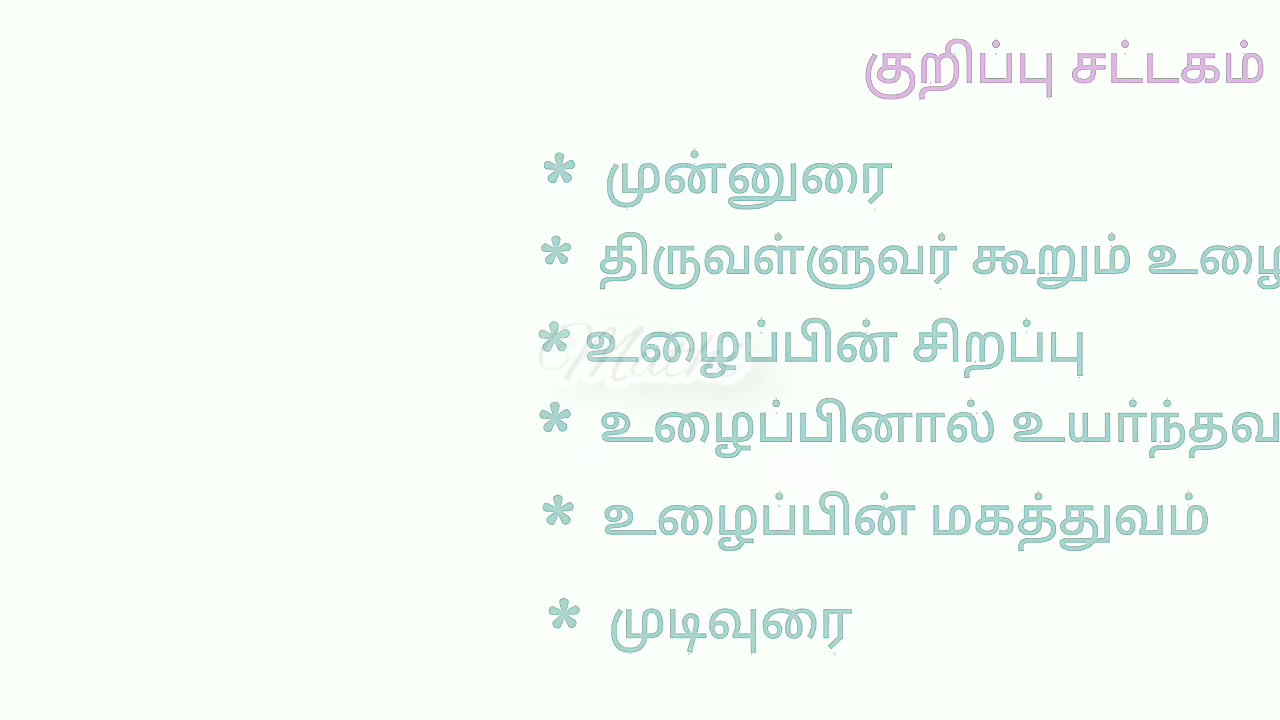 குறிப்பு சட்டகம்
* முன்னுரை
* திருவள்ளுவர் கூறும்
* உழைப்பின் சிறப்பு
* உழைப்பினால்
* உழைப்பின் மகத்துவம்
* முடிவுரை